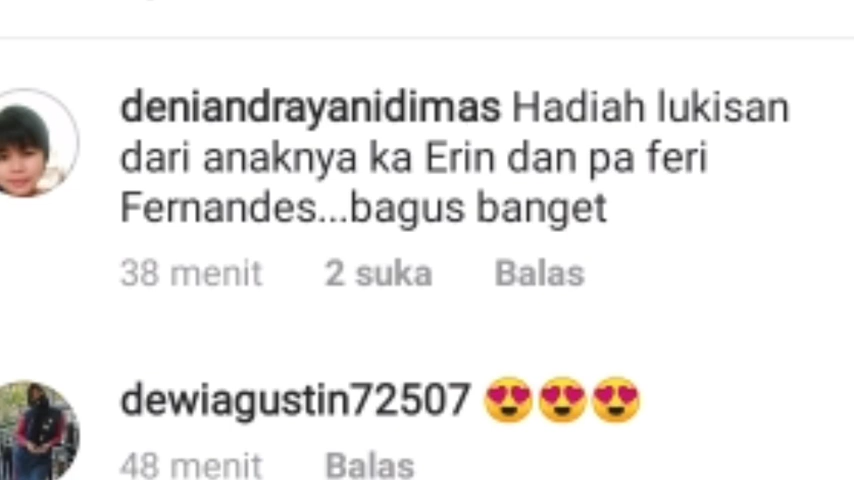 deniandrayanidimas Hadiah lukisan
dari anaknya ka Erin dan pa feri
Fernandes...bagus banget
38 menit 2 suka Balas
dewiagustin72507 😍😍😍
48 menit Balas